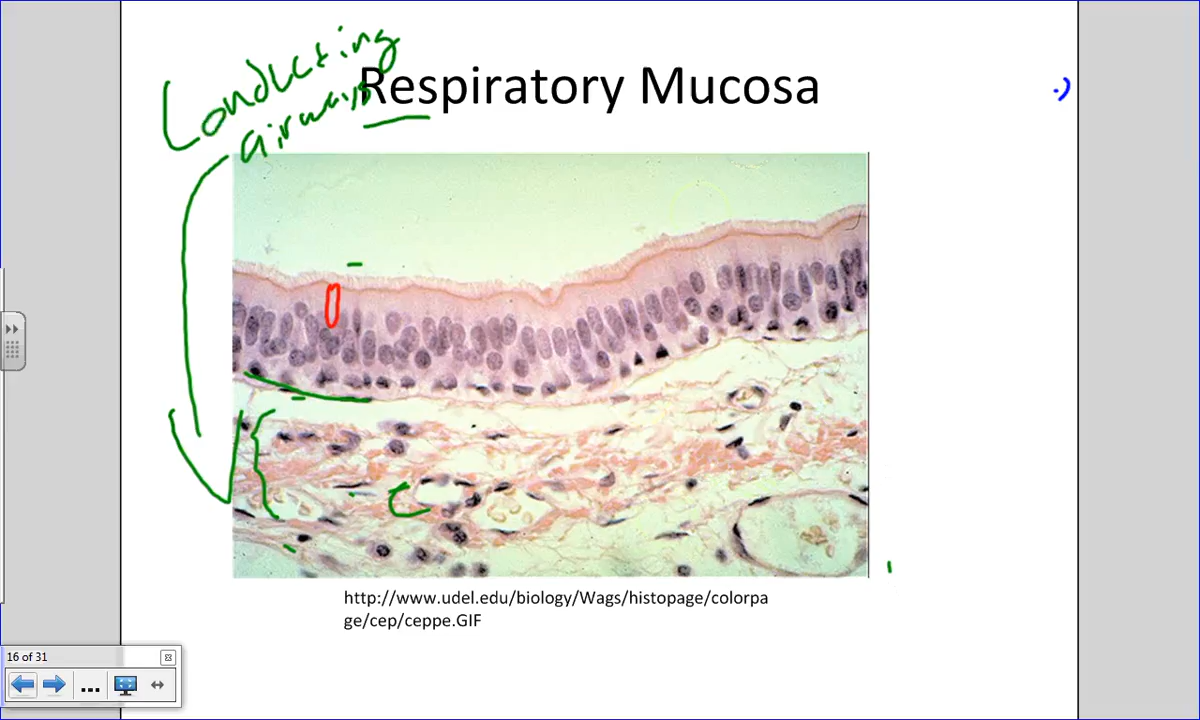 Conducting
airways
Respiratory Mucosa
http://www.udel.edu/biology/Wags/histopage/colorpa
ge/cep/ceppe.GIF
16 of 31